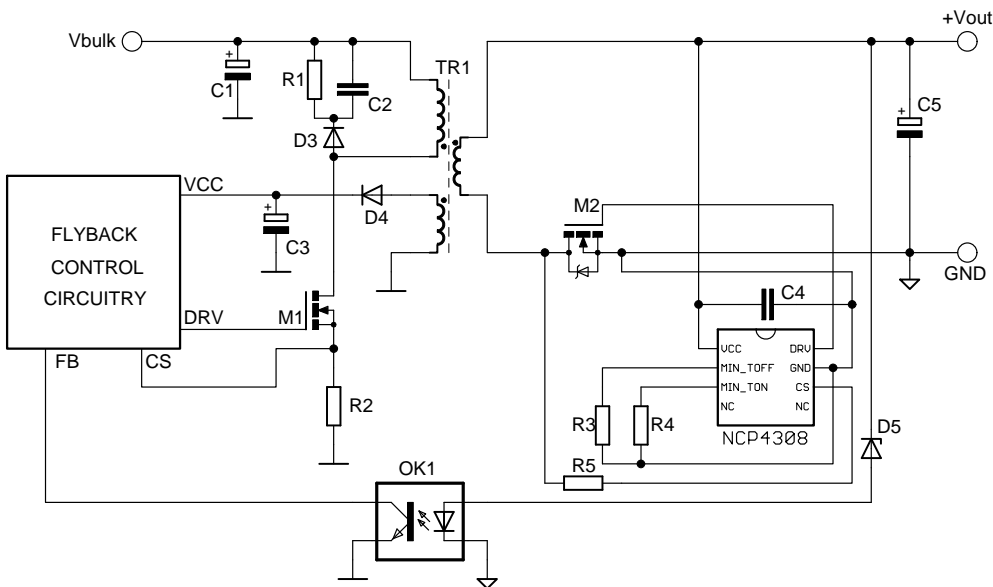 +Vout
Vbulk
+
C1
R1
C2
TR1
+
C5
D3
VCC
D4
M2
+
C3
FLYBACK
CONTROL
CIRCUITRY
GND
M1
DRV
C4
FB
CS
VCC
DRV
MIN_TOFF
GND
MIN_TON
CS
NC
NC
R2
R3
R4
NCP4308
D5
R5
OK1